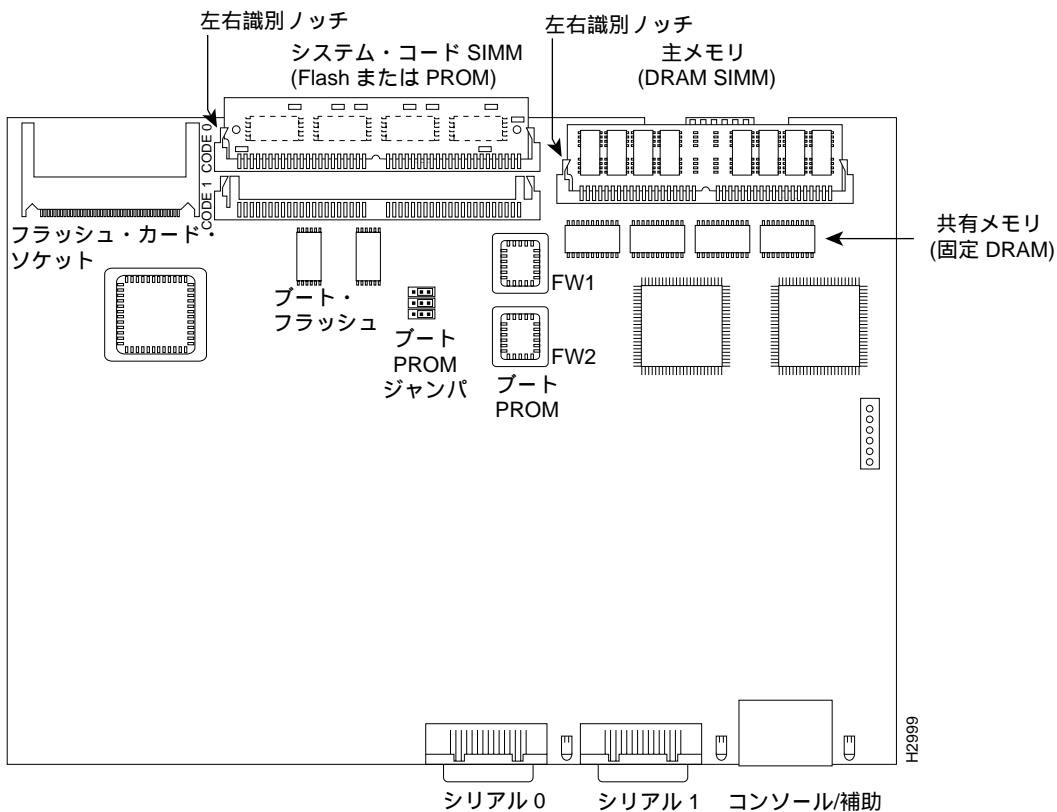 左右識別ノッチ
左右識別ノッチ
システム・コード SIMM
(Flash または PROM)
主メモリ
(DRAM SIMM)
CODE 0
CODE 1
フラッシュ・カード・
ソケット
共有メモリ
(固定 DRAM)
ブート・
フラッシュ
ブート
PROM
ジャンパ
FW1
FW2
ブート
PROM
H2999
シリアル 0
シリアル 1
コンソール/補助